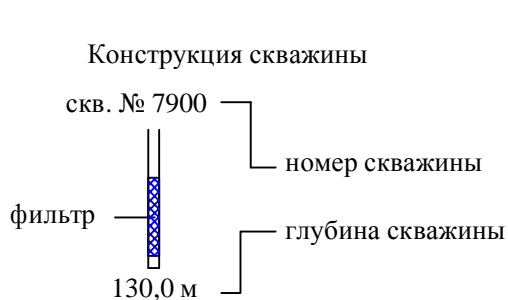 Конструкция скважины
скв. № 7900
номер скважины
фильтр
глубина скважины
130,0 м